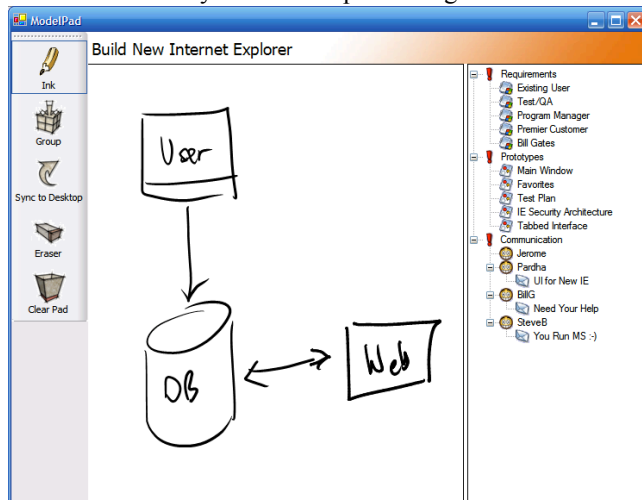 ModelPad
Build New Internet Explorer
Ink
Group
Sync to Desktop
Eraser
Clear Pad
User
DB
Web
Requirements
Existing User
Test/QA
Program Manager
Premier Customer
Bill Gates
Prototypes
Main Window
Favorites
Test Plan
IE Security Architecture
Tabbed Interface
Communication
Jerome
Pardha
UI for New IE
BillG
Need Your Help
SteveB
You Run MS :-)